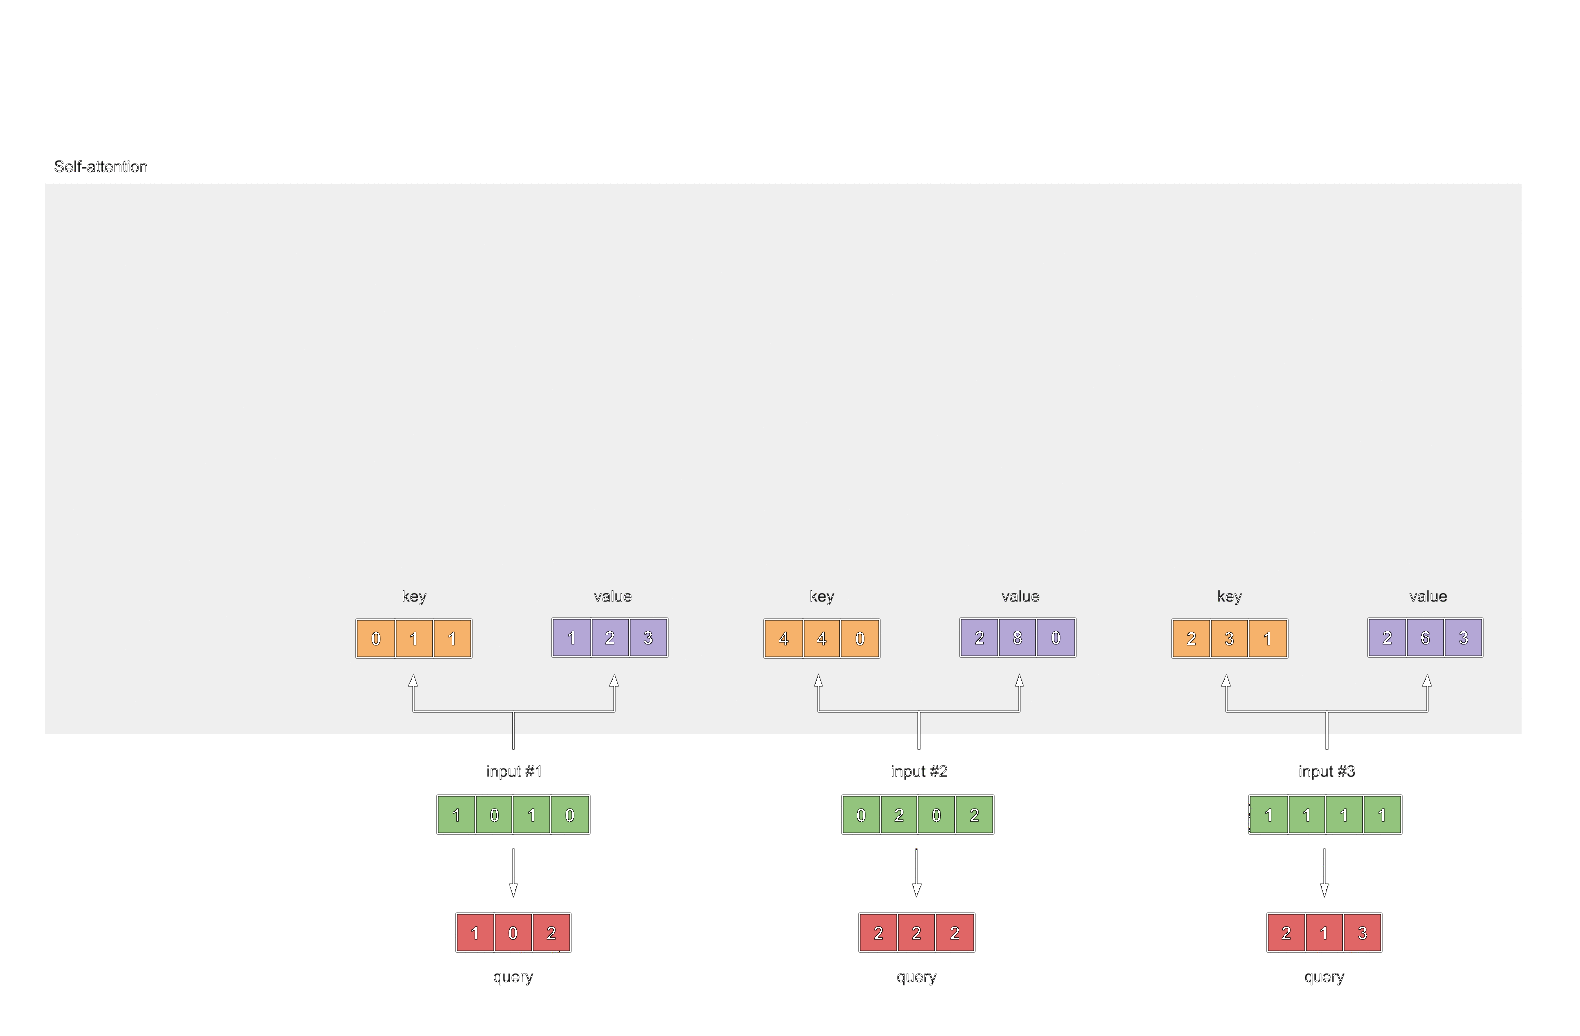 Self-attention
key value key value key value
0 1 1 1 2 3 4 4 0 2 8 0 2 3 1 2 6 3
input #1 input #2 input #3
1 0 1 0 0 2 0 2 1 1 1 1
1 0 2 2 2 2 2 1 3
query query query